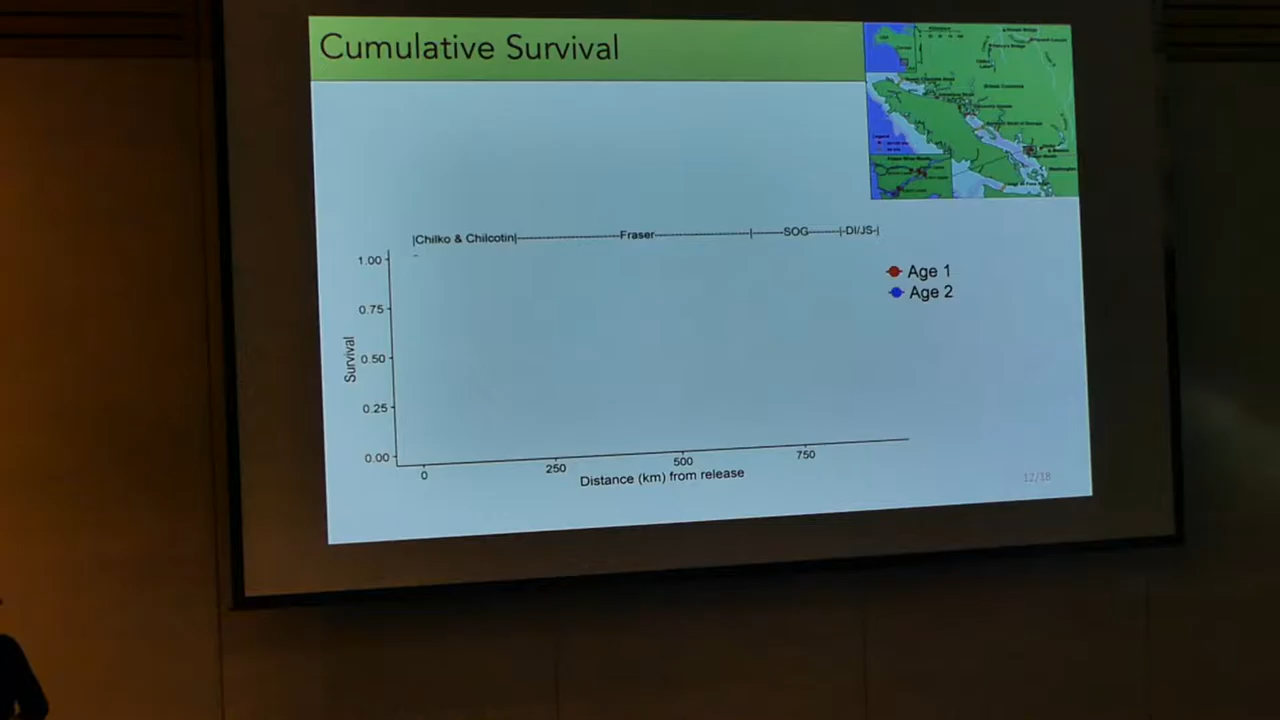 Cumulative Survival
|Chilko & Chilcotin|--------------------Fraser--------------------|-------SOG-------|-DI/JS-|
1.00
0.75
0.50
0.25
0.00
Survival
Age 1
Age 2
0
250
500
750
Distance (km) from release
12/18